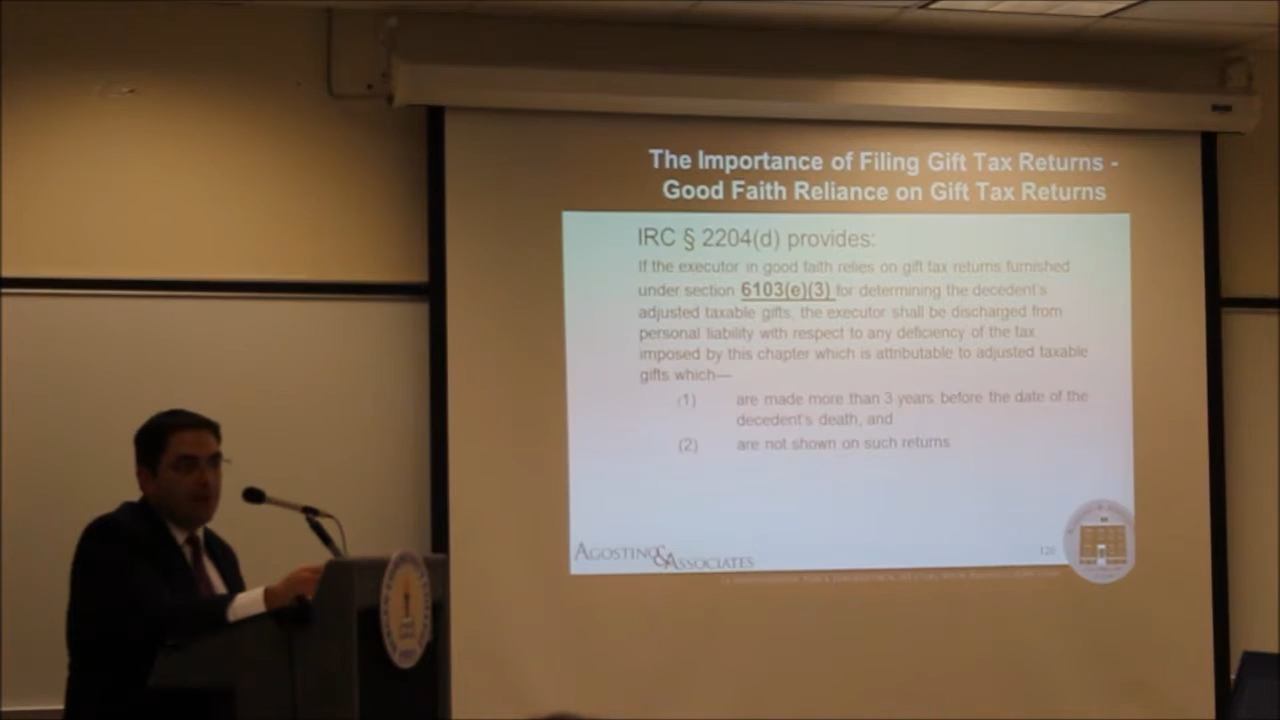 The Importance of Filing Gift Tax Returns -
Good Faith Reliance on Gift Tax Returns
IRC § 2204(d) provides:
If the executor in good faith relies on gift tax returns furnished
under section 6103(e)(3) for determining the decedent's
adjusted taxable gifts, the executor shall be discharged from
personal liability with respect to any deficiency of the tax
imposed by this chapter which is attributable to adjusted taxable
gifts which—
(1) are made more than 3 years before the date of the
decedent's death, and
(2) are not shown on such returns.
AGOSTINO & ASSOCIATES
120